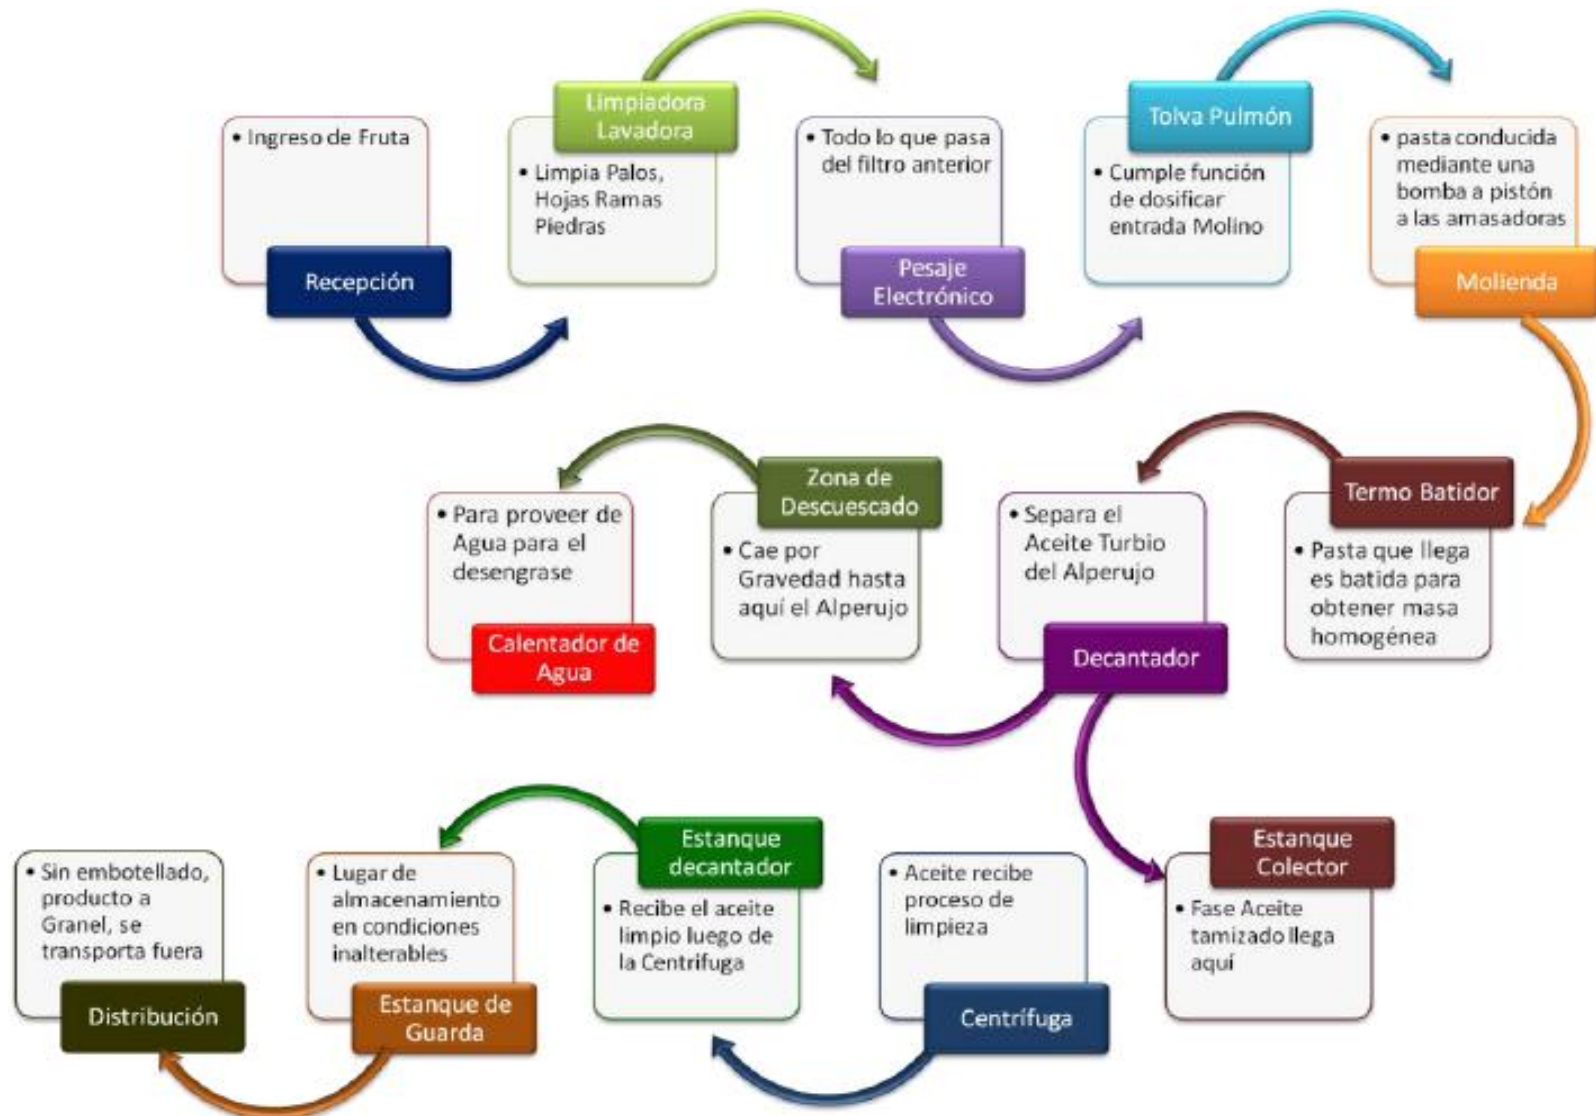 • Ingreso de Fruta
Recepción
Limpiadora
Lavadora
• Limpia Palos,
Hojas Ramas
Piedras
• Todo lo que pasa
del filtro anterior
Pesaje
Electrónico
Tolva Pulmón
• Cumple función
de dosificar
entrada Molino
• pasta conducida
mediante una
bomba a pistón
a las amasadoras
Molienda
Termo Batidor
• Pasta que llega
es batida para
obtener masa
homogénea
• Separa el
Aceite Turbio
del Alperujo
Decantador
Zona de
Descuescado
• Cae por
Gravedad hasta
aquí el Alperujo
• Para proveer de
Agua para el
desengrase
Calentador de
Agua
Estanque
Colector
• Fase Aceite
tamizado llega
aquí
• Aceite recibe
proceso de
limpieza
Centrífuga
Estanque
decantador
• Recibe el aceite
limpio luego de
la Centrifuga
• Lugar de
almacenamiento
en condiciones
inalterables
Estanque de
Guarda
• Sin embotellado,
producto a
Granel, se
transporta fuera
Distribución